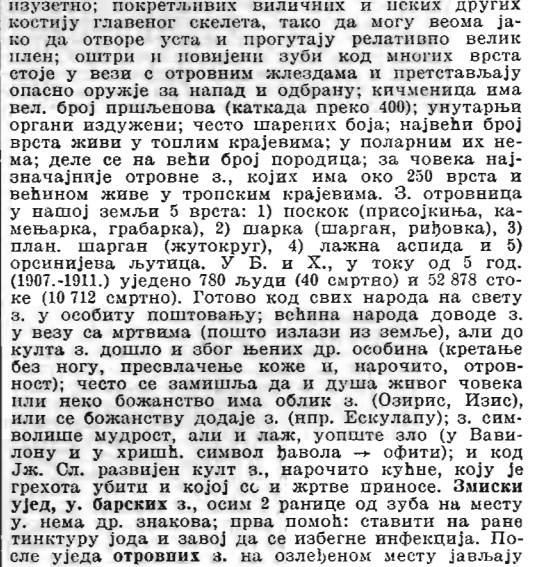 изузетно; покретљивих виличних и неких других
костију главеног скелета, тако да могу веома ја-
ко да отворе уста и прогутају релативно велик
плен; оштри и повијени зуби код многих врста
стоје у вези с отровним жлездама и претстављају
опасно оружје за напад и одбрану; кичменица има
вел. број пршљенова (каткада преко 400); унутарњи
органи издужени; често шарених боја; највећи број
врста живи у топлим крајевима; у поларним их не-
ма; деле се на већи број породица; за човека нај-
значајније отровне з., којих има око 250 врста и
већином живе у тропским крајевима. З. отровница
у нашој земљи 5 врста: 1) поскок (присојкиња, ка-
мењарка, грабарка), 2) шарка (шарган, риђовка), 3)
план. шарган (жутокруг), 4) лажна аспида и 5)
орсинијева љутица. У Б. и Х., у току од 5 год.
(1907.-1911.) уједено 780 људи (40 смртно) и 52 878 сто-
ке (10 712 смртно). Готово код свих народа на свету
з. у особиту поштовању; већина народа доводе з.
у везу са мртвима (пошто излази из земље), али до
култа з. дошло и због њених др. особина (кретање
без ногу, пресвлачење коже и, нарочито, отров-
ност); често се замишља да и душа живог човека
или неко божанство има облик з. (Озирис, Изис),
или се божанству додаје з. (нпр. Ескулапу); з. сим-
волише мудрост, али и лаж, уопште зло (у Вави-
лону и у хришћ. символ ђавола → офити); и код
Јж. Сл. развијен култ з., нарочито кућне, коју је
грехота убити и којој се и жртве приносе. Змиски
ујед, у. барских з., осим 2 ранице од зуба на месту
у. нема др. знакова; прва помоћ: ставити на ране
тинктуру јода и завој да се избегне инфекција. По-
сле уједа отровних з. на озлеђеном месту јављају